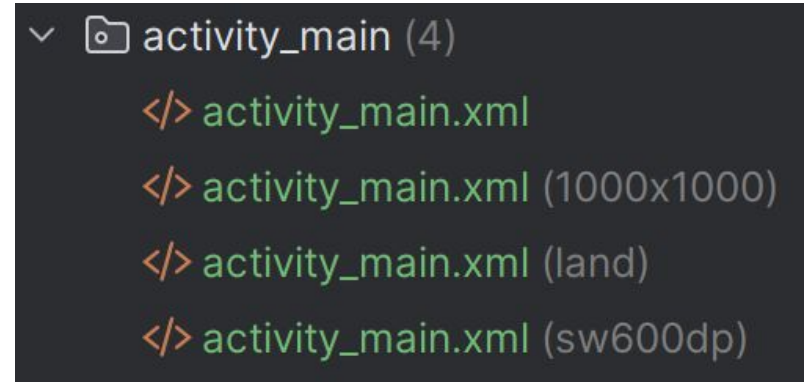 activity_main (4)
</> activity_main.xml
</> activity_main.xml (1000x1000)
</> activity_main.xml (land)
</> activity_main.xml (sw600dp)